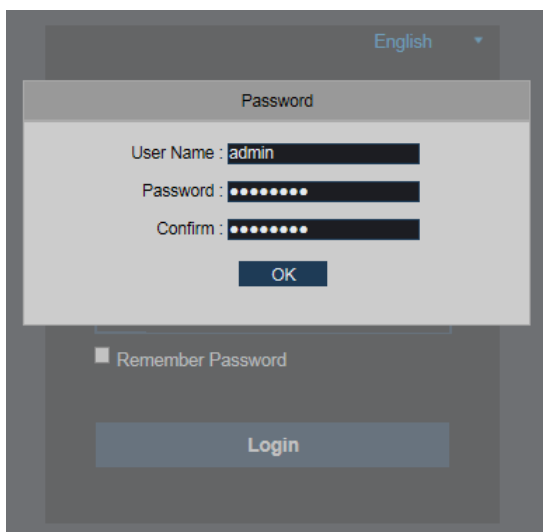 English
Password
User Name : admin
Password : ●●●●●●●●
Confirm : ●●●●●●●●
OK
Remember Password
Login